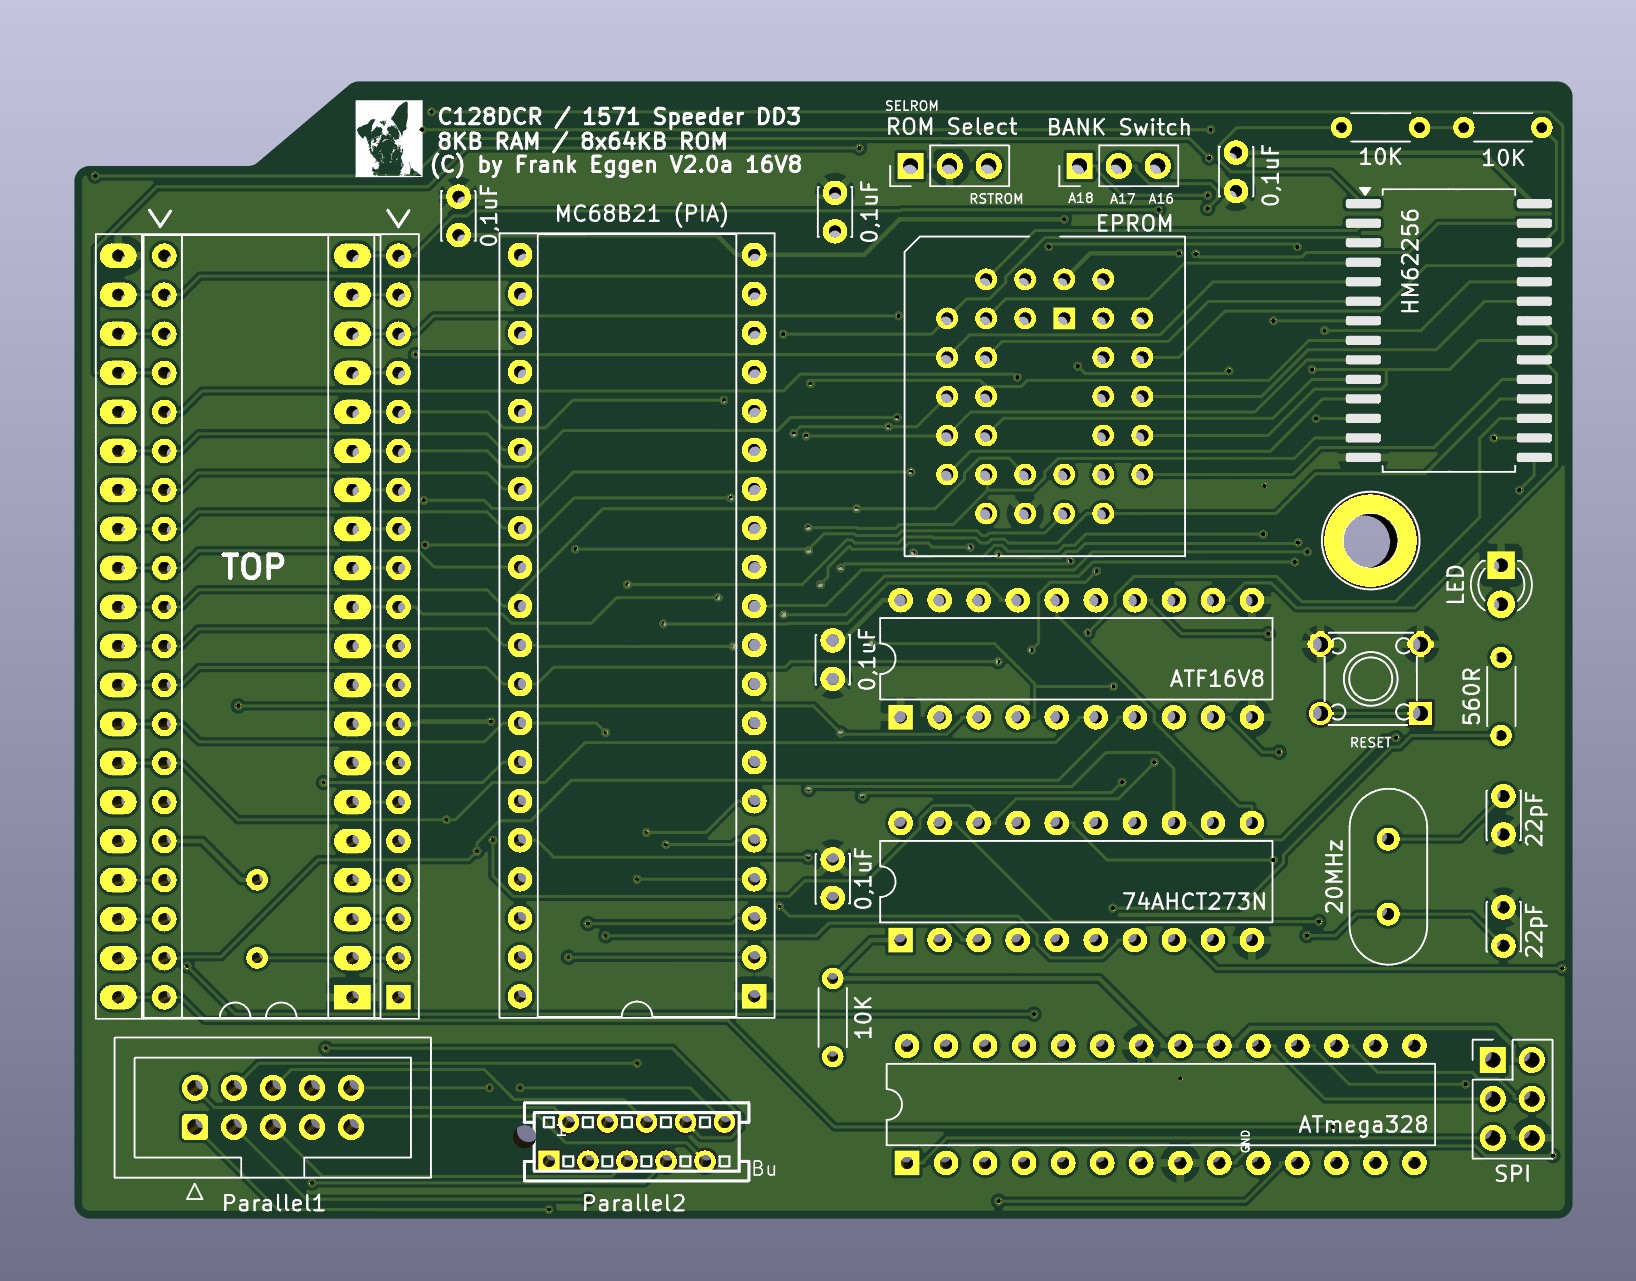 C128DCR / 1571 Speeder DD3
8KB RAM / 8x64KB ROM
(C) by Frank Eggen V2.0a 16V8
SELROM
ROM Select
BANK Switch
RSTROM
A18 A17 A16
0,1uF
10K
10K
0,1uF
MC68B21 (PIA)
0,1uF
EPROM
HM62256
TOP
LED
0,1uF
ATF16V8
560R
RESET
22pF
0,1uF
74AHCT273N
20MHz
22pF
10K
ATmega328
GND
SPI
1
Bu
Parallel1
Parallel2